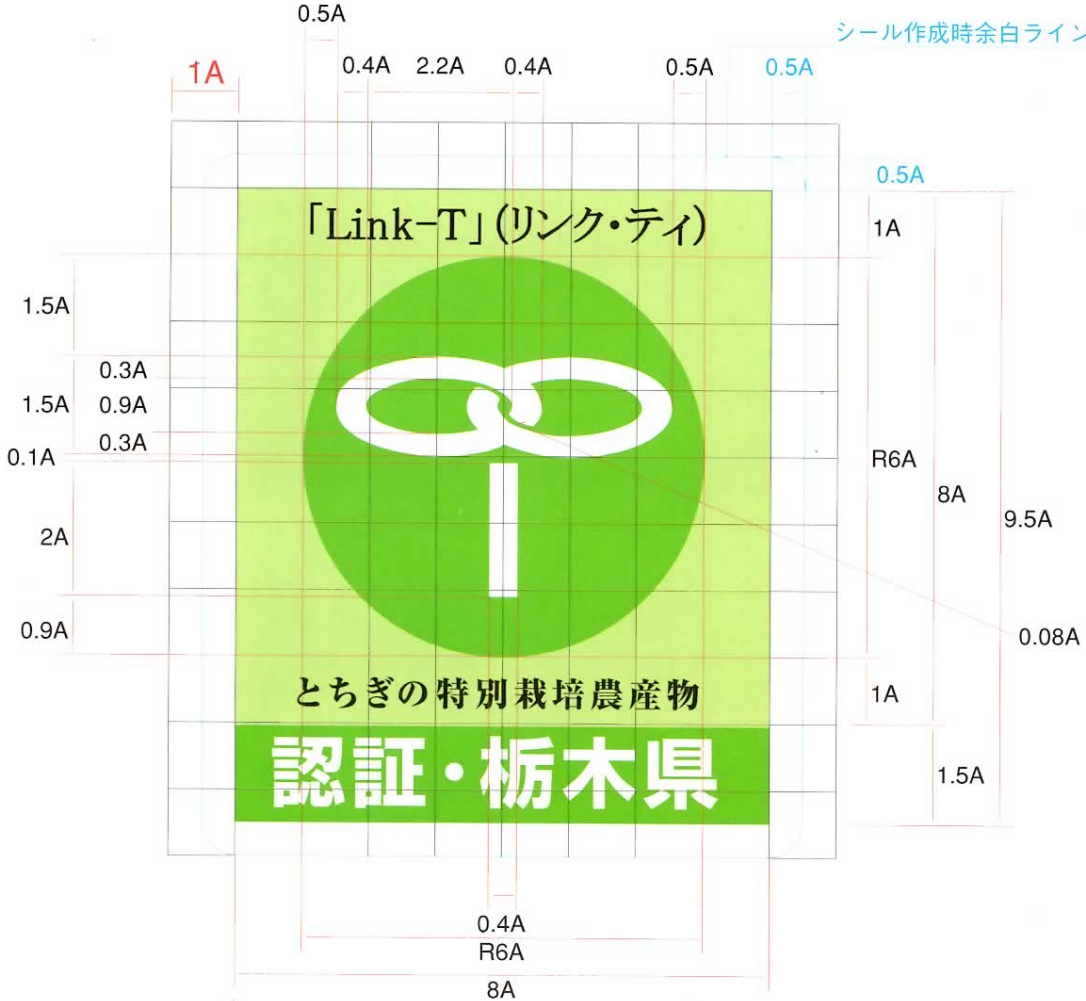 0.5A
シール作成時余白ライン
1A
0.4A 2.2A 0.4A 0.5A 0.5A
0.5A
「Link-T」(リンク・ティ)
1A
1.5A
0.3A
1.5A 0.9A
0.3A
0.1A
R6A
8A
9.5A
2A
0.9A
0.08A
とちぎの特別栽培農産物
1A
認証・栃木県
1.5A
0.4A
R6A
8A